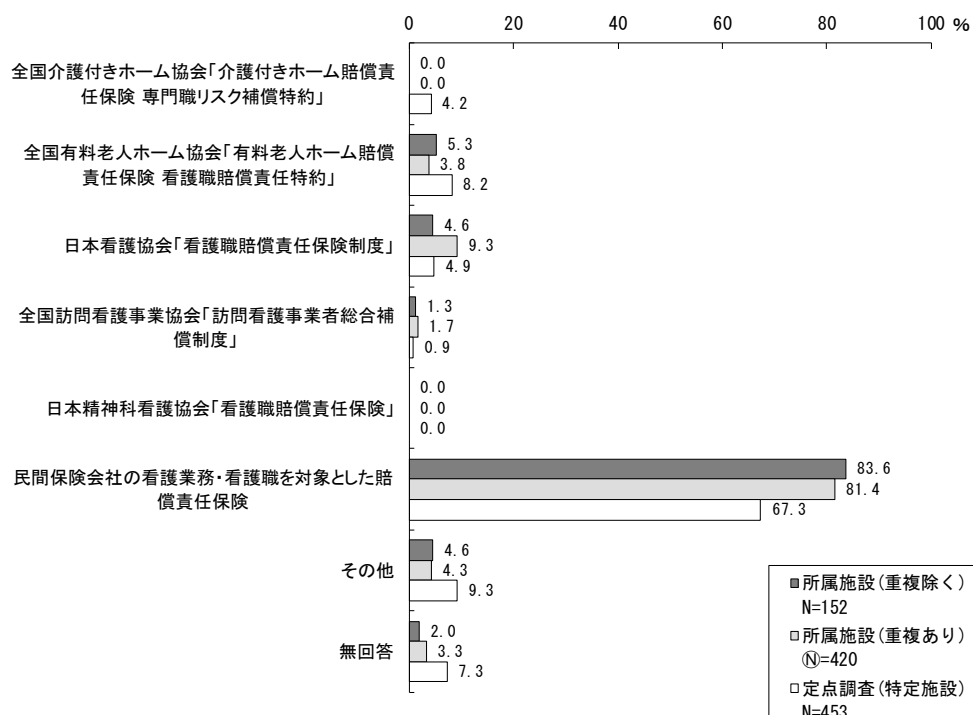 0 20 40 60 80 100 %
全国介護付きホーム協会「介護付きホーム賠償責
任保険 専門職リスク補償特約」
0.0
0.0
4.2
全国有料老人ホーム協会「有料老人ホーム賠償
責任保険 看護職賠償責任特約」
5.3
3.8
8.2
日本看護協会「看護職賠償責任保険制度」
4.6
9.3
4.9
全国訪問看護事業協会「訪問看護事業者総合補
償制度」
1.3
1.7
0.9
日本精神科看護協会「看護職賠償責任保険」
0.0
0.0
0.0
民間保険会社の看護業務・看護職を対象とした賠
償責任保険
83.6
81.4
67.3
その他
4.6
4.3
9.3
無回答
2.0
3.3
7.3
所属施設(重複除く)
N=152
所属施設(重複あり)
Ⓝ=420
定点調査(特定施設)
N=453